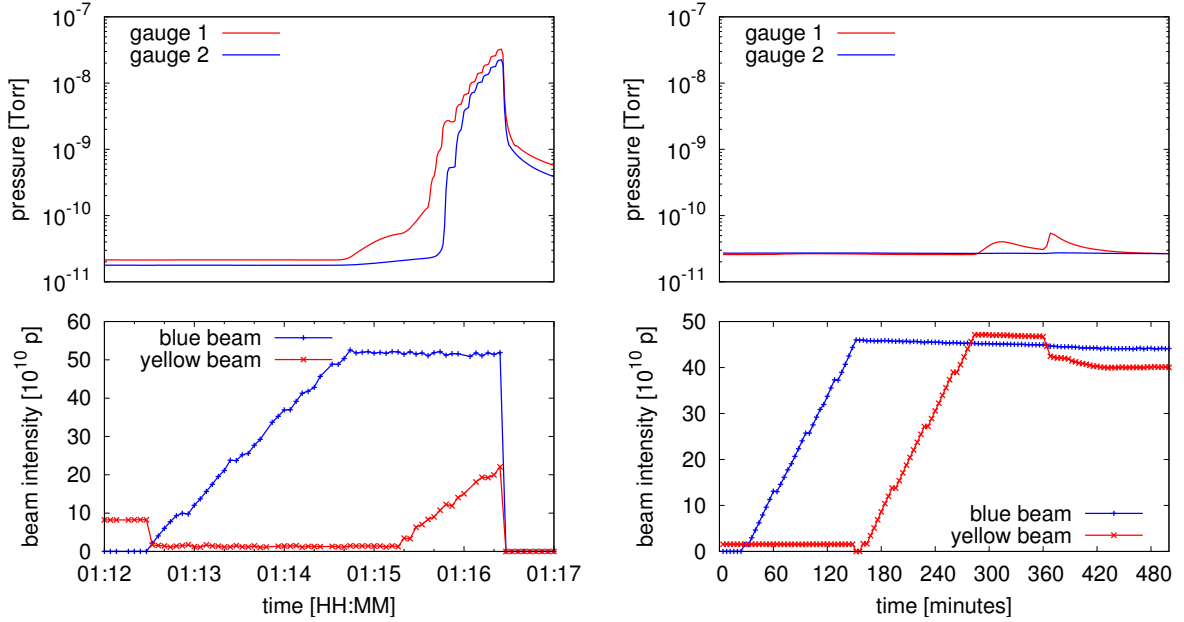 gauge 1
gauge 2
pressure [Torr]
10^-7
10^-8
10^-9
10^-10
10^-11
gauge 1
gauge 2
pressure [Torr]
10^-7
10^-8
10^-9
10^-10
10^-11
blue beam
yellow beam
beam intensity [10^10 p]
60
50
40
30
20
10
0
01:12 01:13 01:14 01:15 01:16 01:17
time [HH:MM]
blue beam
yellow beam
beam intensity [10^10 p]
50
40
30
20
10
0
0 60 120 180 240 300 360 420 480
time [minutes]